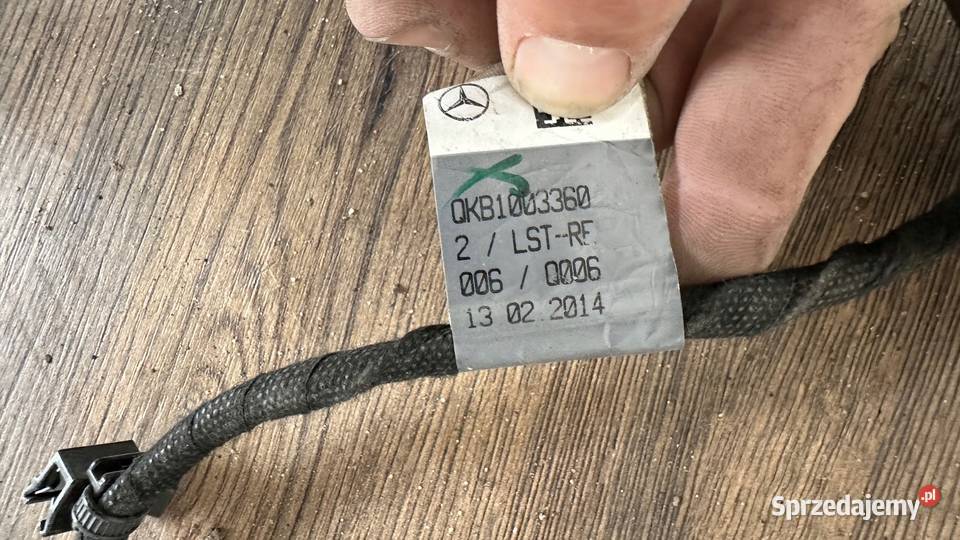 QKB1003360
2 / LST-RF
006 / Q006
13 02.2014
Sprzedajemy.pl